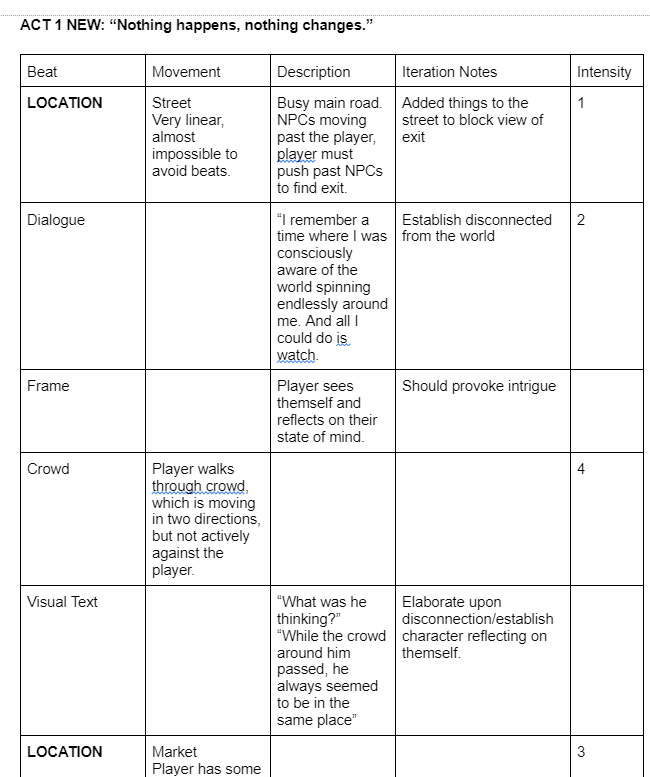 ACT 1 NEW: “Nothing happens, nothing changes.”
Beat Movement Description Iteration Notes Intensity
LOCATION
Street
Very linear,
almost
impossible to
avoid beats.
Busy main road.
NPCs moving
past the player,
player must
push past NPCs
to find exit.
Added things to the
street to block view of
exit
1
Dialogue
“I remember a
time where I was
consciously
aware of the
world spinning
endlessly around
me. And all I
could do is
watch.
Establish disconnected
from the world
2
Frame
Player sees
themself and
reflects on their
state of mind.
Should provoke intrigue
Crowd
Player walks
through crowd,
which is moving
in two directions,
but not actively
against the
player.
4
Visual Text
“What was he
thinking?”
“While the crowd
around him
passed, he
always seemed
to be in the
same place”
Elaborate upon
disconnection/establish
character reflecting on
themself.
LOCATION
Market
Player has some
3